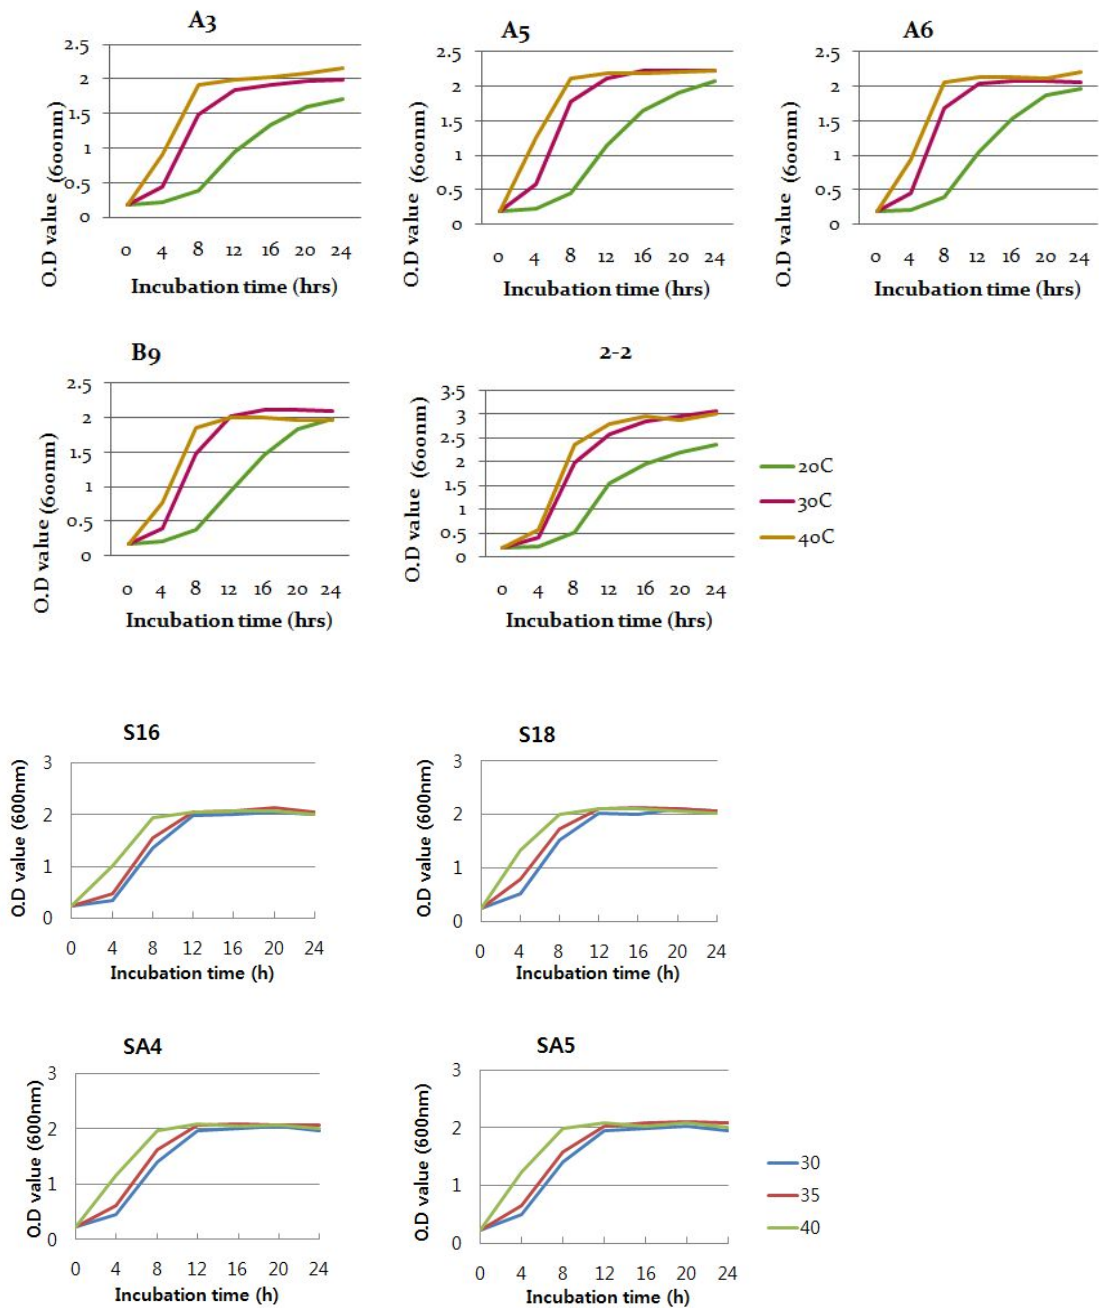 A3
O.D value (600nm)
2.5
2
1.5
1
0.5
0
0 4 8 12 16 20 24
Incubation time (hrs)
A5
O.D value (600nm)
2.5
2
1.5
1
0.5
0
0 4 8 12 16 20 24
Incubation time (hrs)
A6
O.D value (600nm)
2.5
2
1.5
1
0.5
0
0 4 8 12 16 20 24
Incubation time (hrs)
B9
O.D value (600nm)
2.5
2
1.5
1
0.5
0
0 4 8 12 16 20 24
Incubation time (hrs)
2-2
O.D value (600nm)
3.5
3
2.5
2
1.5
1
0.5
0
0 4 8 12 16 20 24
Incubation time (hrs)
20C
30C
40C
S16
O.D value (600nm)
3
2
1
0
0 4 8 12 16 20 24
Incubation time (h)
S18
O.D value (600nm)
3
2
1
0
0 4 8 12 16 20 24
Incubation time (h)
SA4
O.D value (600nm)
3
2
1
0
0 4 8 12 16 20 24
Incubation time (h)
SA5
O.D value (600nm)
3
2
1
0
0 4 8 12 16 20 24
Incubation time (h)
30
35
40